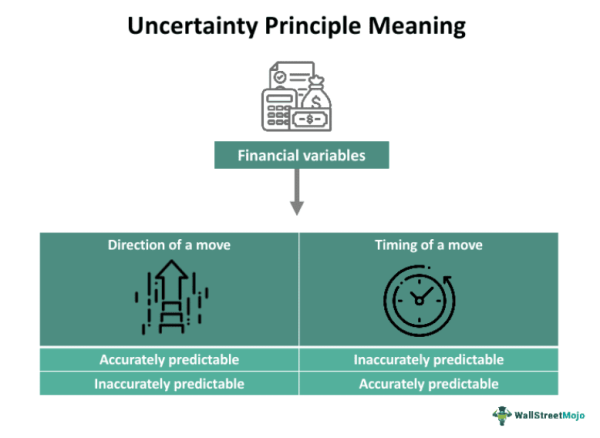 Uncertainty Principle Meaning
$
-$-
Financial variables
Direction of a move
Timing of a move
Accurately predictable
Inaccurately predictable
Inaccurately predictable
Accurately predictable
WallStreetMojo